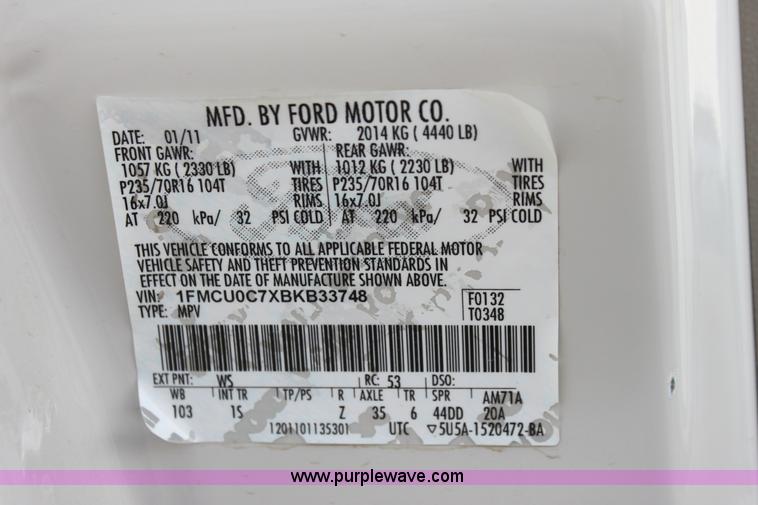 MFD. BY FORD MOTOR CO.
DATE: 01/11 GVWR: 2014 KG ( 4440 LB)
FRONT GAWR: REAR GAWR:
1057 KG ( 2330 LB) WITH 1012 KG ( 2230 LB) WITH
P235/70R16 104T TIRES P235/70R16 104T TIRES
16x7.0J RIMS 16x7.0J RIMS
AT 220 kPa/ 32 PSI COLD AT 220 kPa/ 32 PSI COLD
THIS VEHICLE CONFORMS TO ALL APPLICABLE FEDERAL MOTOR
VEHICLE SAFETY AND THEFT PREVENTION STANDARDS IN
EFFECT ON THE DATE OF MANUFACTURE SHOWN ABOVE.
VIN: 1FMCU0C7XBKB33748 F0132
TYPE: MPV T0348
EXT PNT: WS RC: 53 DSO:
WB INT TR TP/PS R AXLE TR SPR AM71A
103 1S Z 35 6 44DD 20A
1201101135301 UTC ▽5U5A-1520472-BA
www.purplewave.com